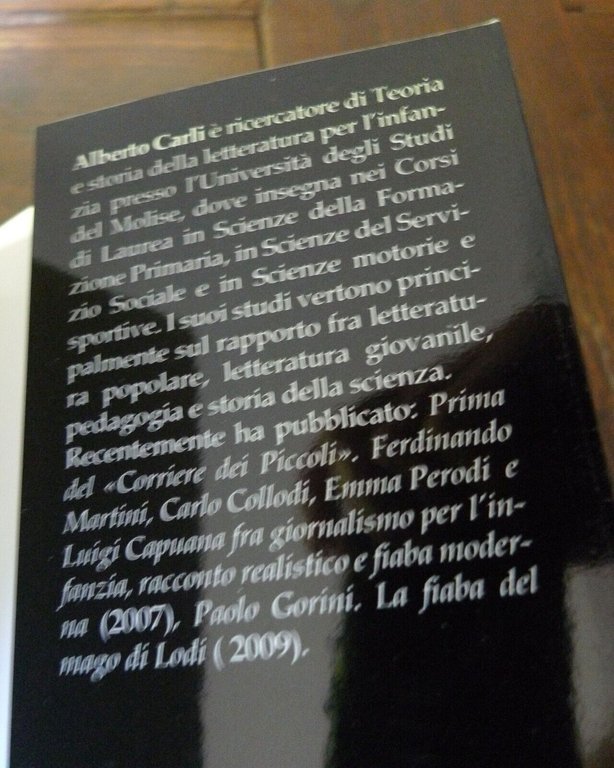 Alberto Carli è ricercatore di Teoria
e storia della letteratura per l'infan-
zia presso l'Università degli Studi
del Molise, dove insegna nei Corsi
di Laurea in Scienze della Forma-
zione Primaria, in Scienze del Servi-
zio Sociale e in Scienze motorie e
sportive. I suoi studi vertono princi-
palmente sul rapporto fra letteratu-
ra popolare, letteratura giovanile,
pedagogia e storia della scienza.
Recentemente ha pubblicato: Prima
del «Corriere dei Piccoli». Ferdinando
Martini, Carlo Collodi, Emma Perodi e
Luigi Capuana fra giornalismo per l'in-
fanzia, racconto realistico e fiaba moder-
na (2007), Paolo Gorini. La fiaba del
mago di Lodi ( 2009).